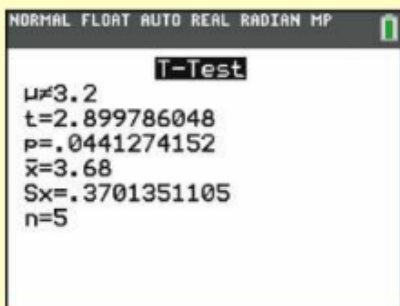 NORMAL FLOAT AUTO REAL RADIAN MP
T-Test
μ≠3.2
t=2.899786048
p=.0441274152
x̄=3.68
Sx=.3701351105
n=5